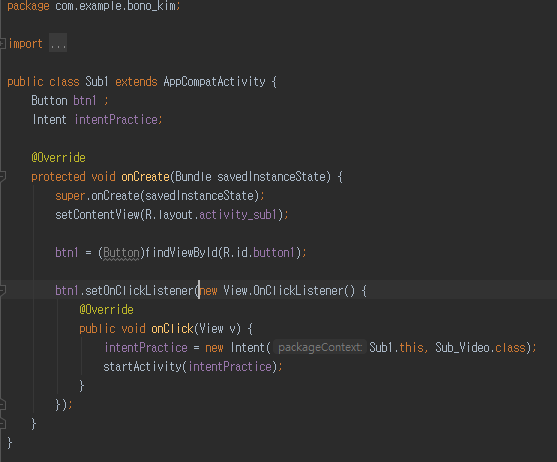 package com.example.bono_kim;
import ...
public class Sub1 extends AppCompatActivity {
Button btn1 ;
Intent intentPractice;
@Override
protected void onCreate(Bundle savedInstanceState) {
super.onCreate(savedInstanceState);
setContentView(R.layout.activity_sub1);
btn1 = (Button)findViewById(R.id.button1);
btn1.setOnClickListener(new View.OnClickListener() {
@Override
public void onClick(View v) {
intentPractice = new Intent( packageContext: Sub1.this, Sub_Video.class);
startActivity(intentPractice);
}
});
}
}